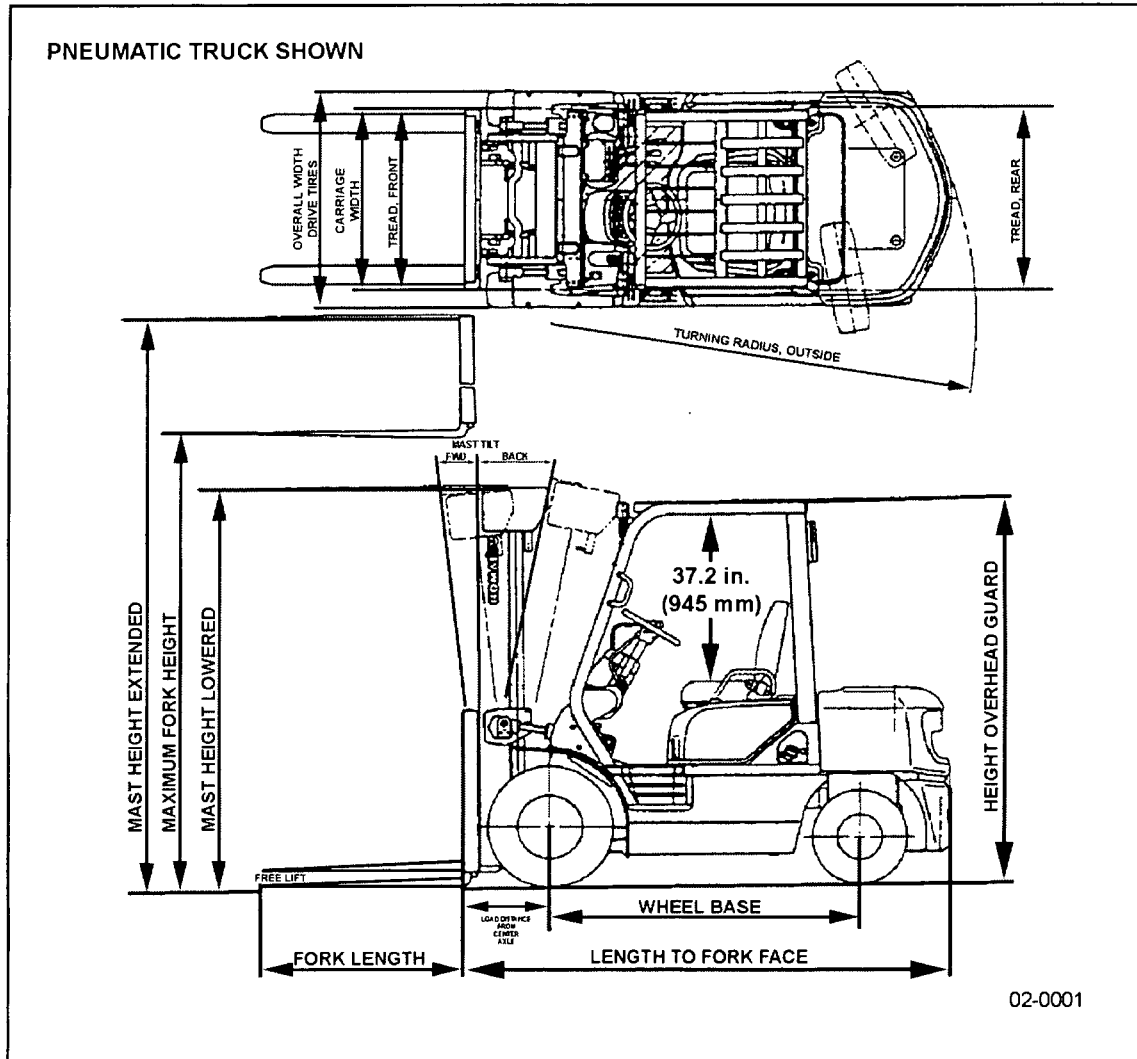 PNEUMATIC TRUCK SHOWN
OVERALL WIDTH
DRIVE TIRES
CARRIAGE
WIDTH
TREAD, FRONT
TREAD, REAR
TURNING RADIUS, OUTSIDE
MAST TILT
FWD
BACK
MAST HEIGHT EXTENDED
MAXIMUM FORK HEIGHT
MAST HEIGHT LOWERED
37.2 in.
(945 mm)
HEIGHT OVERHEAD GUARD
FREE LIFT
LOAD DISTANCE
FROM
CENTER
AXLE
WHEEL BASE
FORK LENGTH
LENGTH TO FORK FACE
02-0001